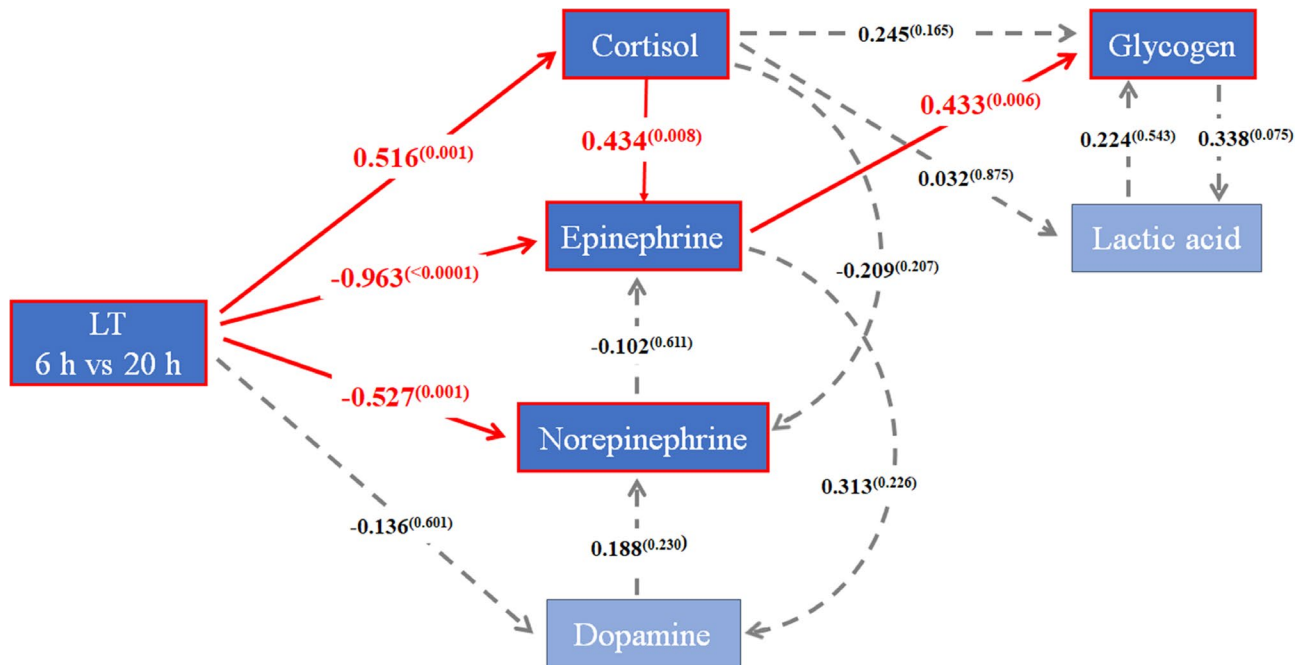 Cortisol
0.245(0.165)
Glycogen
0.433(0.006)
0.434(0.008)
0.516(0.001)
0.224(0.543)
0.338(0.075)
0.032(0.875)
Epinephrine
Lactic acid
-0.963(<0.0001)
-0.209(0.207)
LT
6 h vs 20 h
-0.102(0.611)
-0.527(0.001)
Norepinephrine
0.313(0.226)
-0.136(0.601)
0.188(0.230)
Dopamine